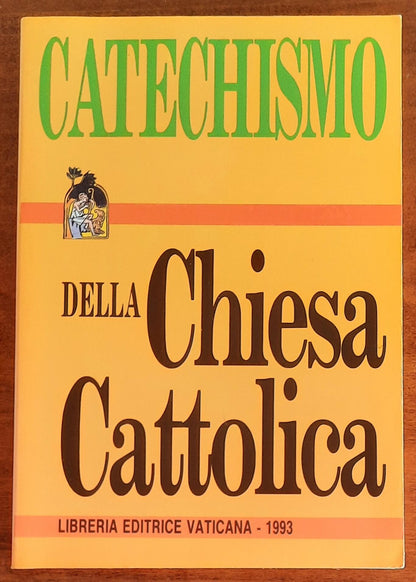 CATECHISMO
DELLA Chiesa
Cattolica
LIBRERIA EDITRICE VATICANA - 1993